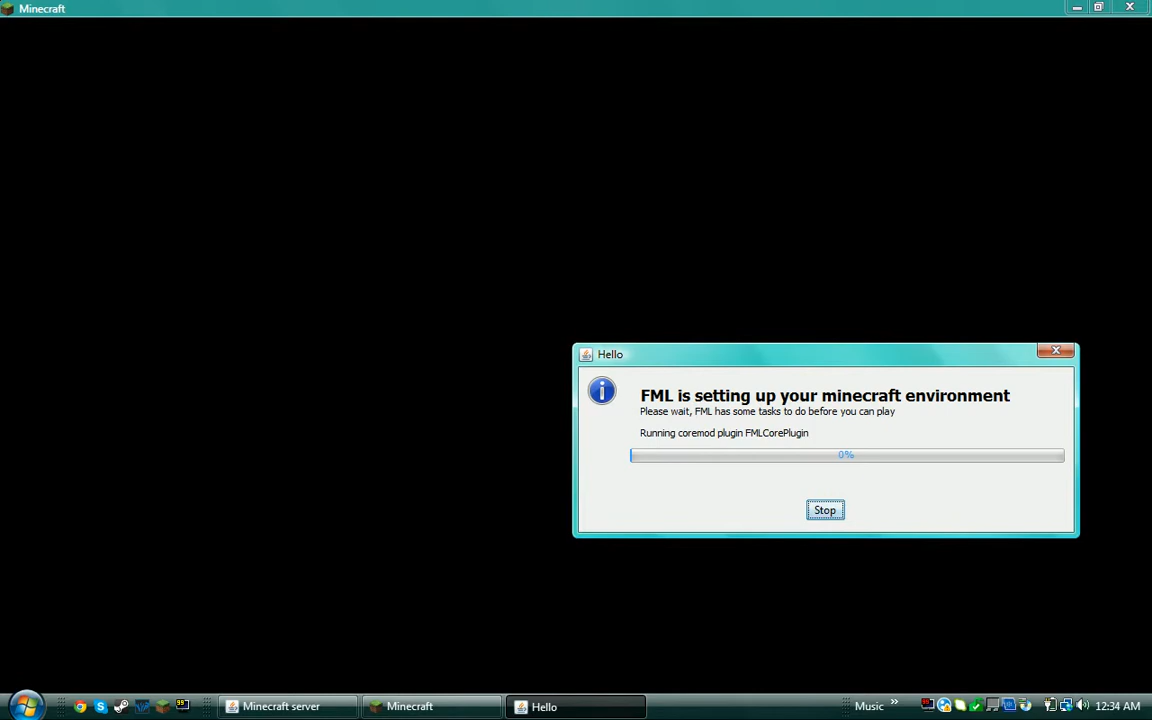 Minecraft
Hello
FML is setting up your minecraft environment
Please wait, FML has some tasks to do before you can play
Running coremod plugin FMLCorePlugin
0%
Stop
Minecraft server
Minecraft
Hello
Music
12:34 AM